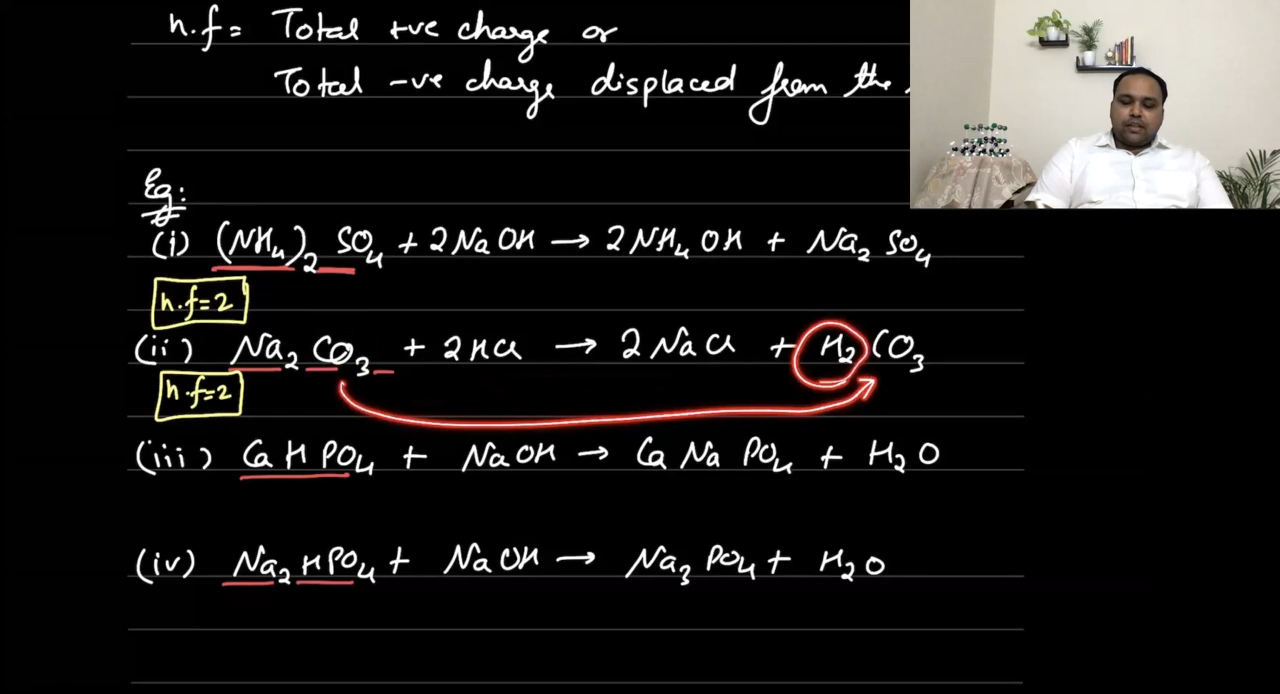 n.f = Total +ve charge or
Total -ve charge displaced from the
Eg:
(i) (NH₄)₂ SO₄ + 2NaOH → 2NH₄OH + Na₂SO₄
n.f=2
(ii) Na₂CO₃ + 2HCl → 2NaCl + H₂CO₃
n.f=2
(iii) CaHPO₄ + NaOH → CaNaPO₄ + H₂O
(iv) Na₂HPO₄ + NaOH → Na₃PO₄ + H₂O